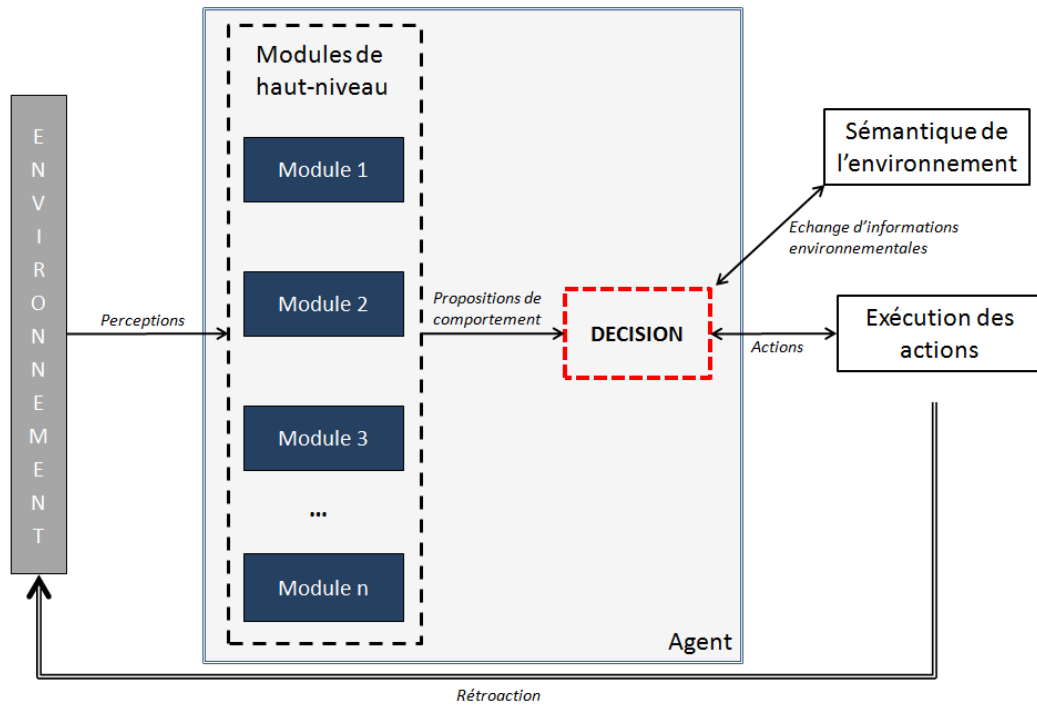 ENVIRONNEMENT
Perceptions
Modules de
haut-niveau
Module 1
Module 2
Module 3
...
Module n
Propositions de
comportement
DECISION
Agent
Echange d'informations
environnementales
Actions
Sémantique de
l'environnement
Exécution des
actions
Rétroaction